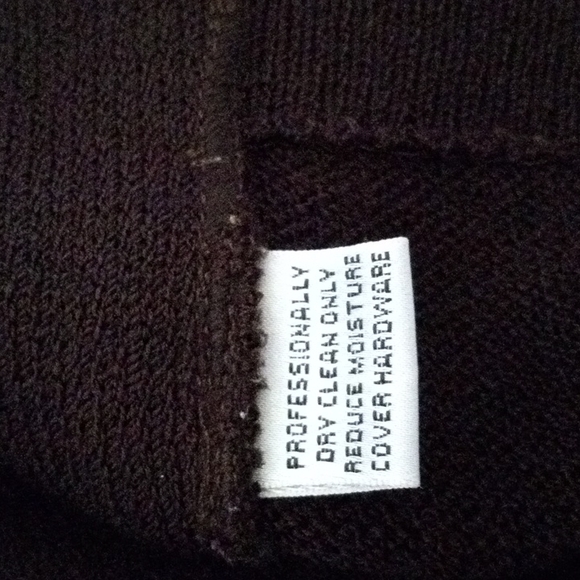 PROFESSIONALLY
DRY CLEAN ONLY
REDUCE MOISTURE
COVER HARDWARE